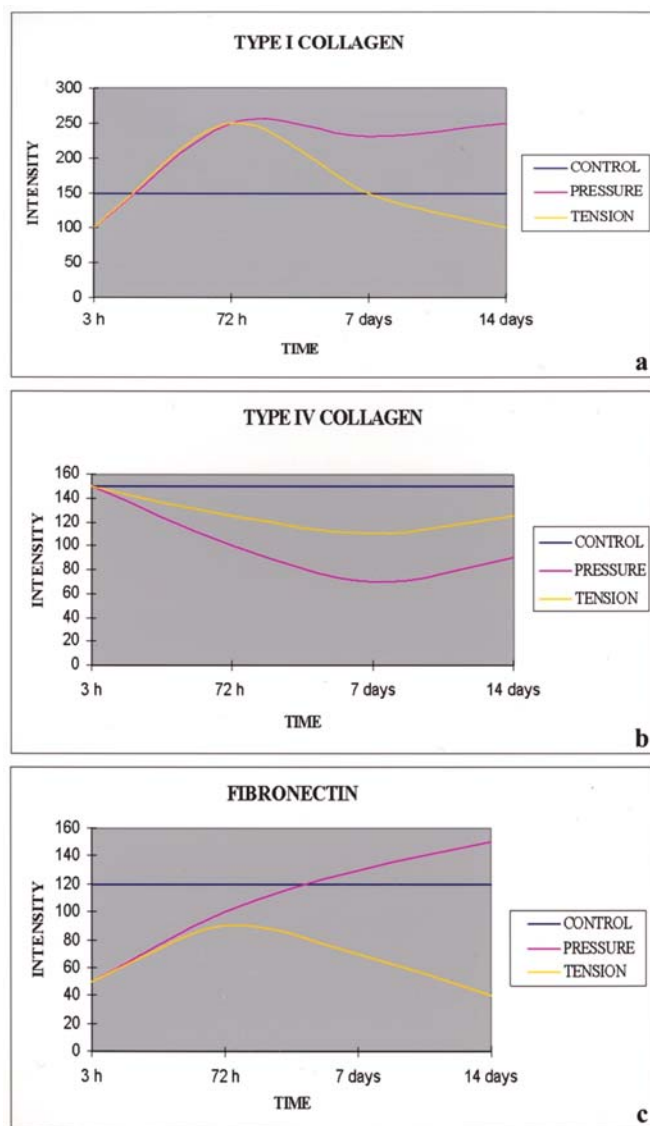 TYPE I COLLAGEN
300
250
200
150
100
50
0
INTENSITY
3 h 72 h 7 days 14 days
TIME
CONTROL
PRESSURE
TENSION
a
TYPE IV COLLAGEN
160
140
120
100
80
60
40
20
0
INTENSITY
3 h 72 h 7 days 14 days
TIME
CONTROL
PRESSURE
TENSION
b
FIBRONECTIN
160
140
120
100
80
60
40
20
0
INTENSITY
3 h 72 h 7 days 14 days
TIME
CONTROL
PRESSURE
TENSION
c